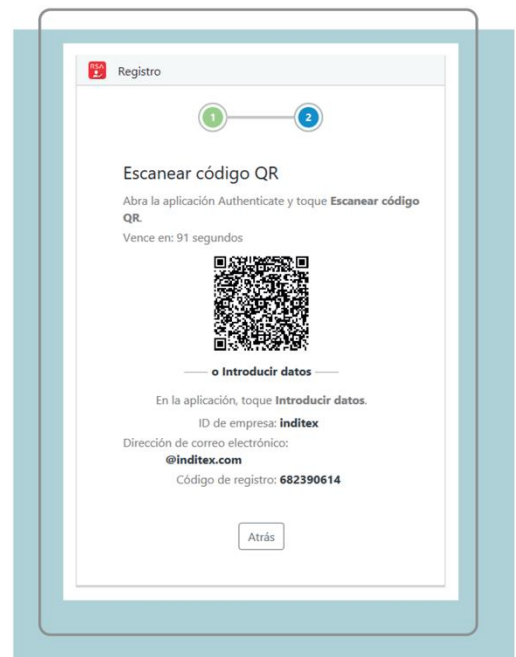 RSA
Registro
1
2
Escanear código QR
Abra la aplicación Authenticate y toque Escanear código
QR.
Vence en: 91 segundos
o Introducir datos
En la aplicación, toque Introducir datos.
ID de empresa: inditex
Dirección de correo electrónico:
@inditex.com
Código de registro: 682390614
Atrás